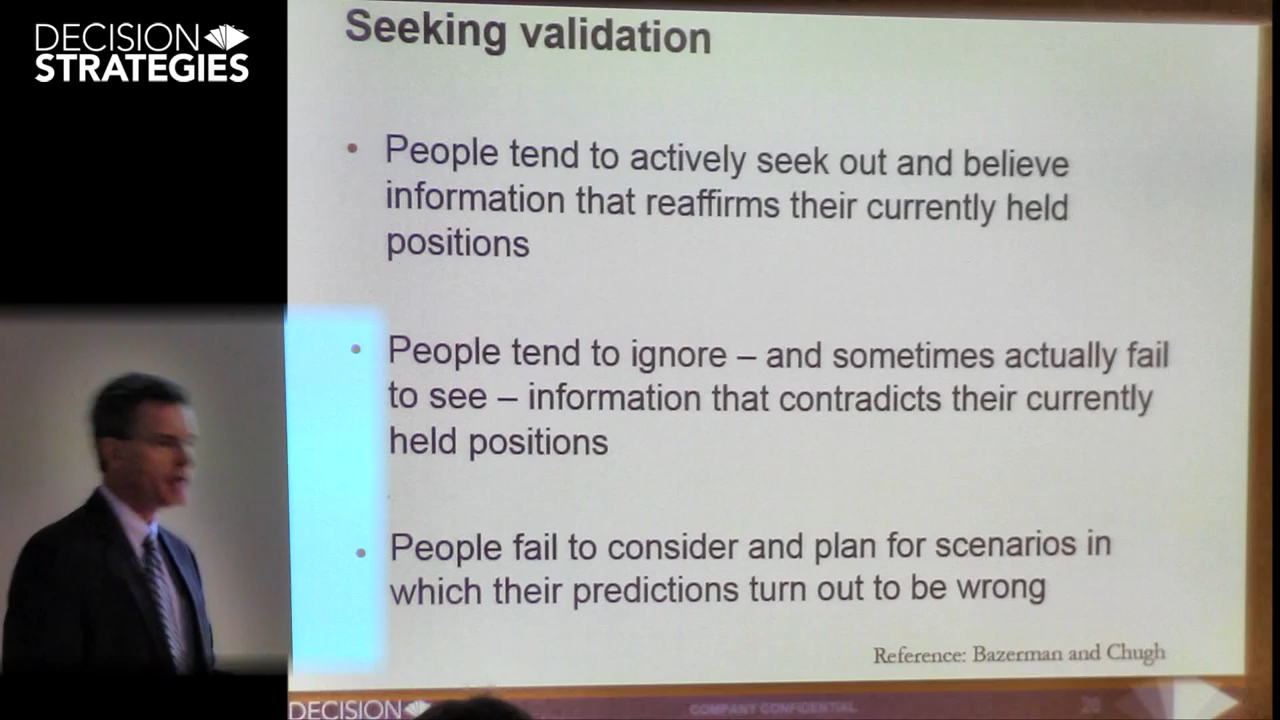 DECISION
STRATEGIES
Seeking validation
• People tend to actively seek out and believe
information that reaffirms their currently held
positions
• People tend to ignore – and sometimes actually fail
to see – information that contradicts their currently
held positions
• People fail to consider and plan for scenarios in
which their predictions turn out to be wrong
Reference: Bazerman and Chugh
DECISION
COMPANY CONFIDENTIAL